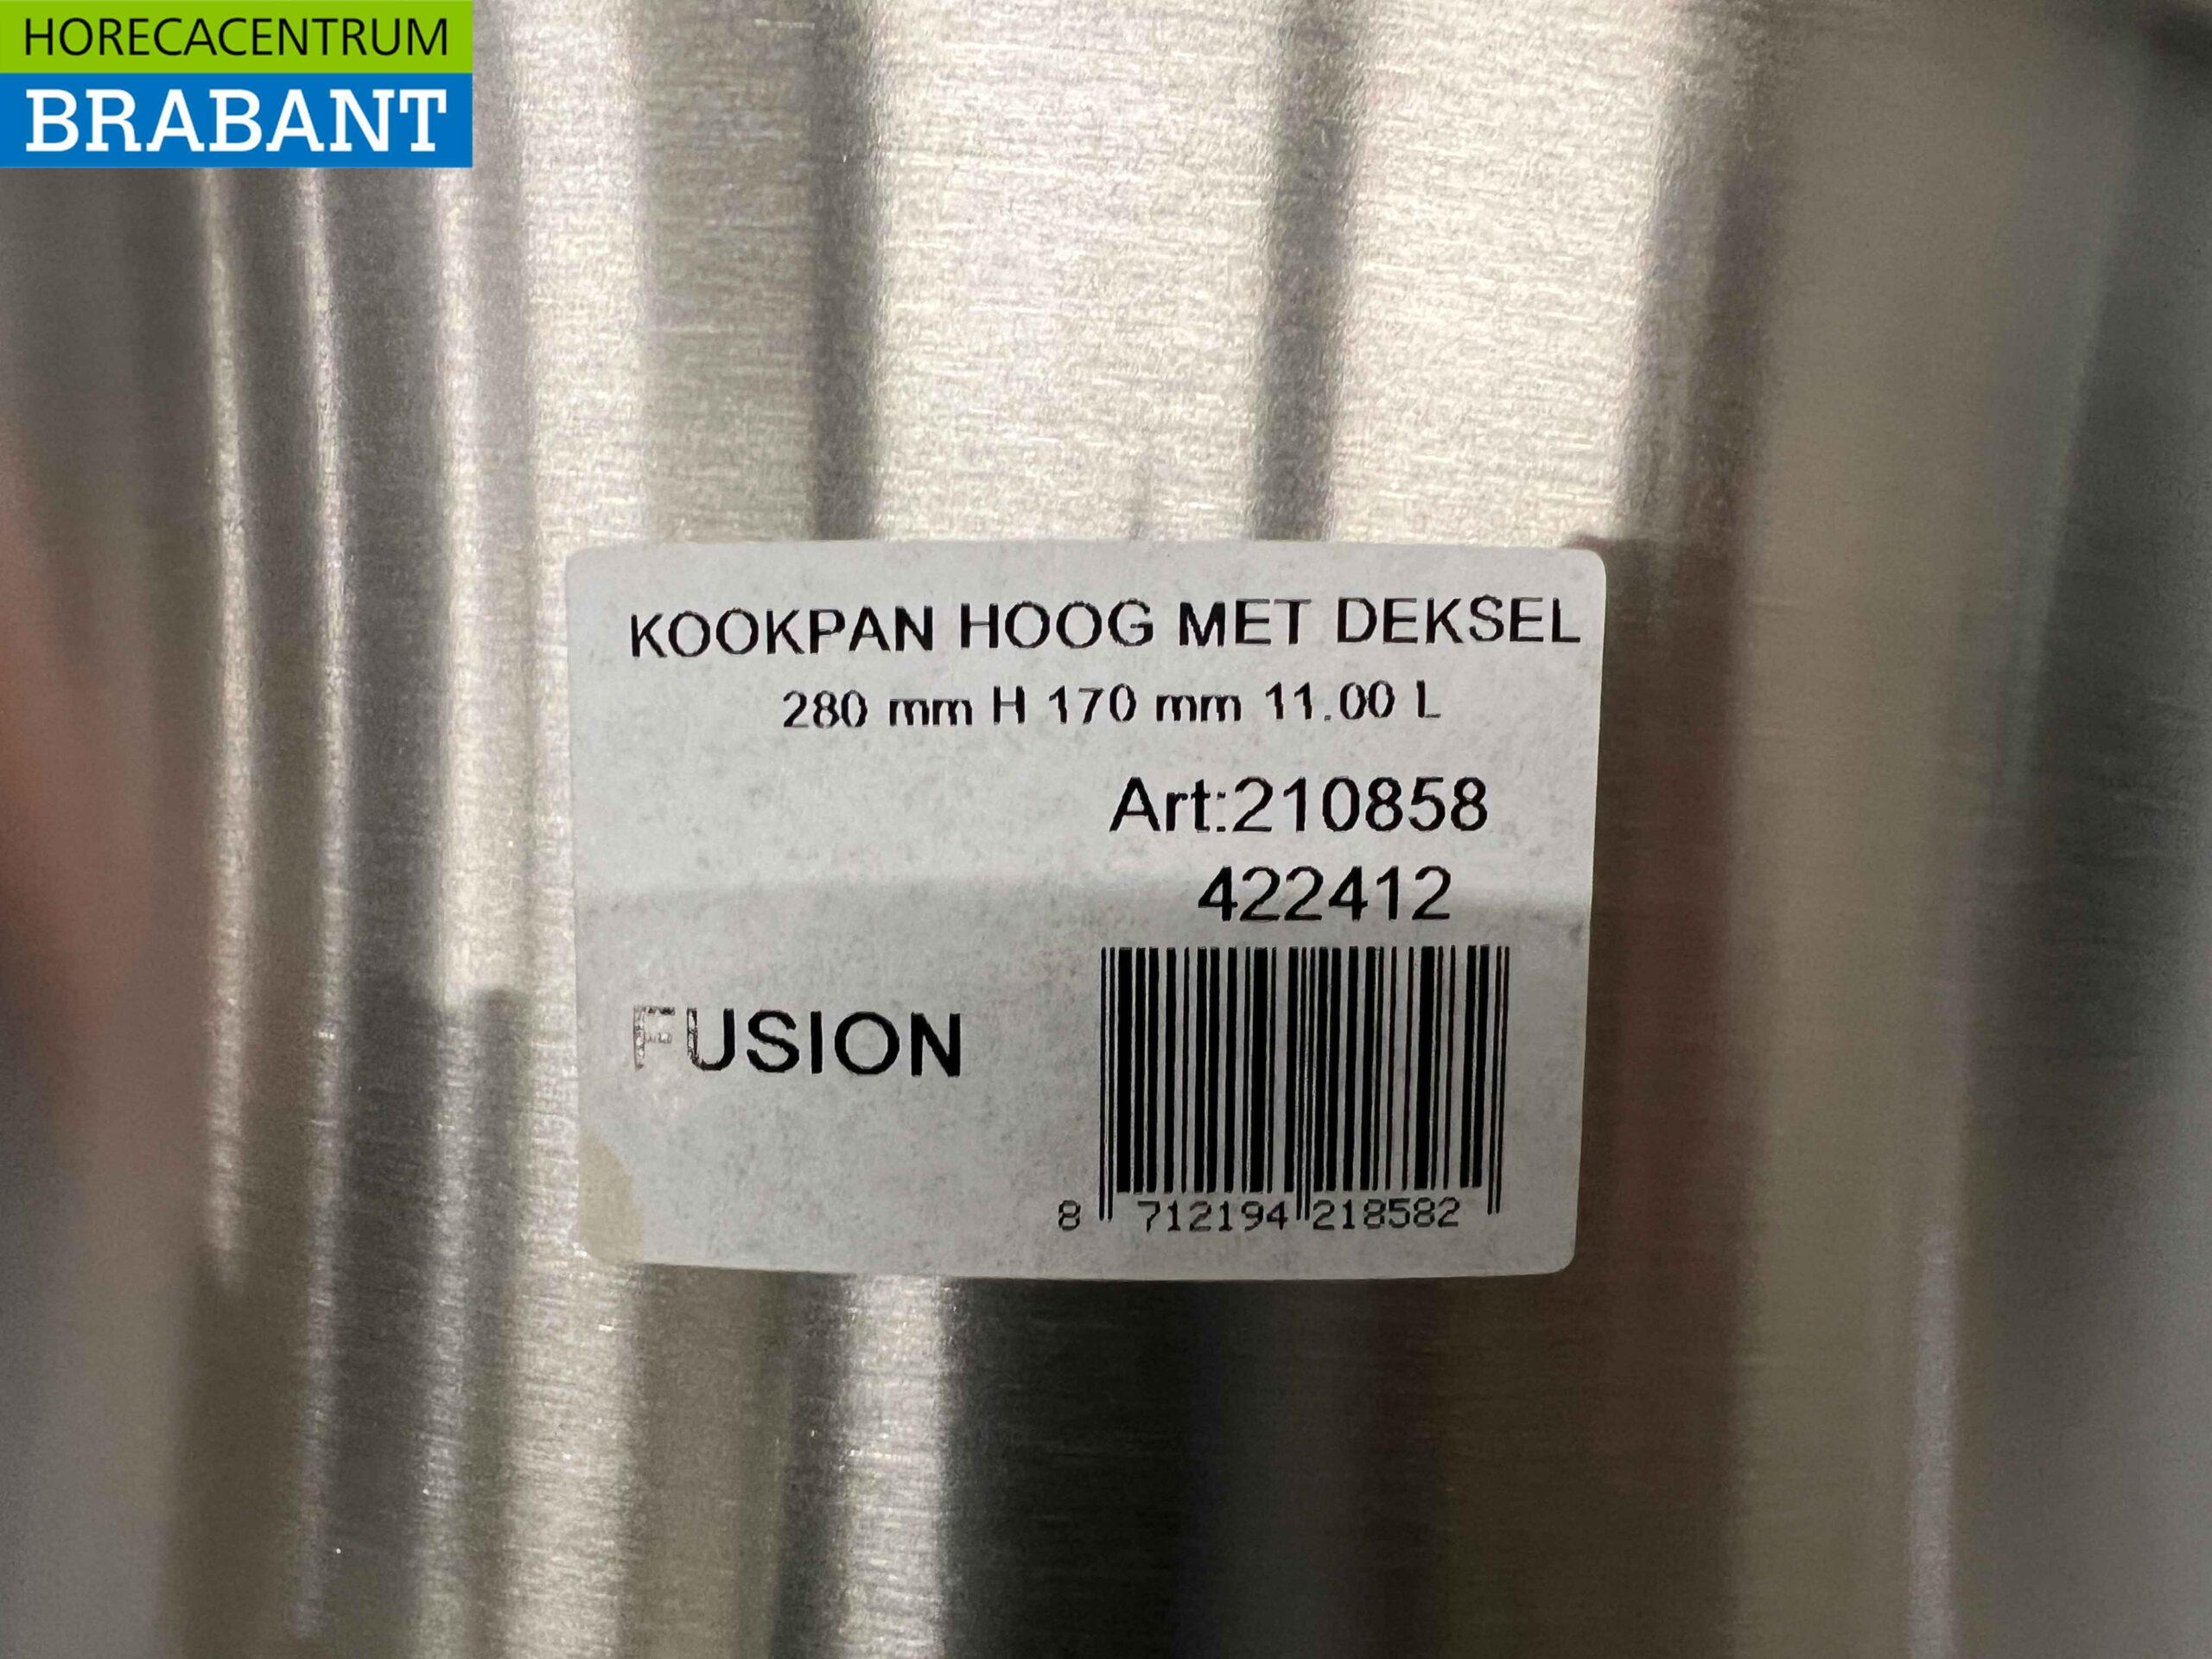 HORECACENTRUM
BRABANT
KOOKPAN HOOG MET DEKSEL
280 mm H 170 mm 11.00 L
Art:210858
422412
FUSION
8 712194 218582